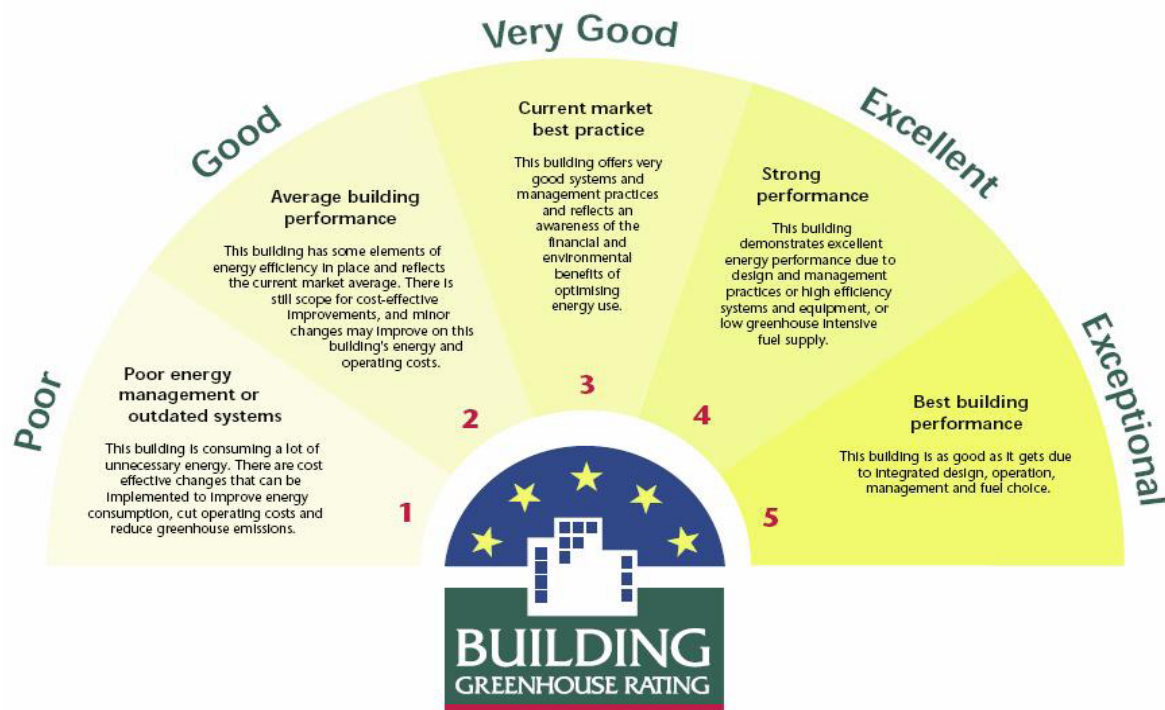 Poor
Poor energy
management or
outdated systems
This building is consuming a lot of
unnecessary energy. There are cost
effective changes that can be
implemented to improve energy
consumption, cut operating costs and
reduce greenhouse emissions.
1
Good
Average building
performance
This building has some elements of
energy efficiency in place and reflects
the current market average. There is
still scope for cost-effective
improvements, and minor
changes may improve on this
building's energy and
operating costs.
2
Very Good
Current market
best practice
This building offers very
good systems and
management practices
and reflects an
awareness of the
financial and
environmental
benefits of
optimising
energy use.
3
Excellent
Strong
performance
This building
demonstrates excellent
energy performance due to
design and management
practices or high efficiency
systems and equipment, or
low greenhouse intensive
fuel supply.
4
Exceptional
Best building
performance
This building is as good as it gets due
to integrated design, operation,
management and fuel choice.
5
BUILDING
GREENHOUSE RATING